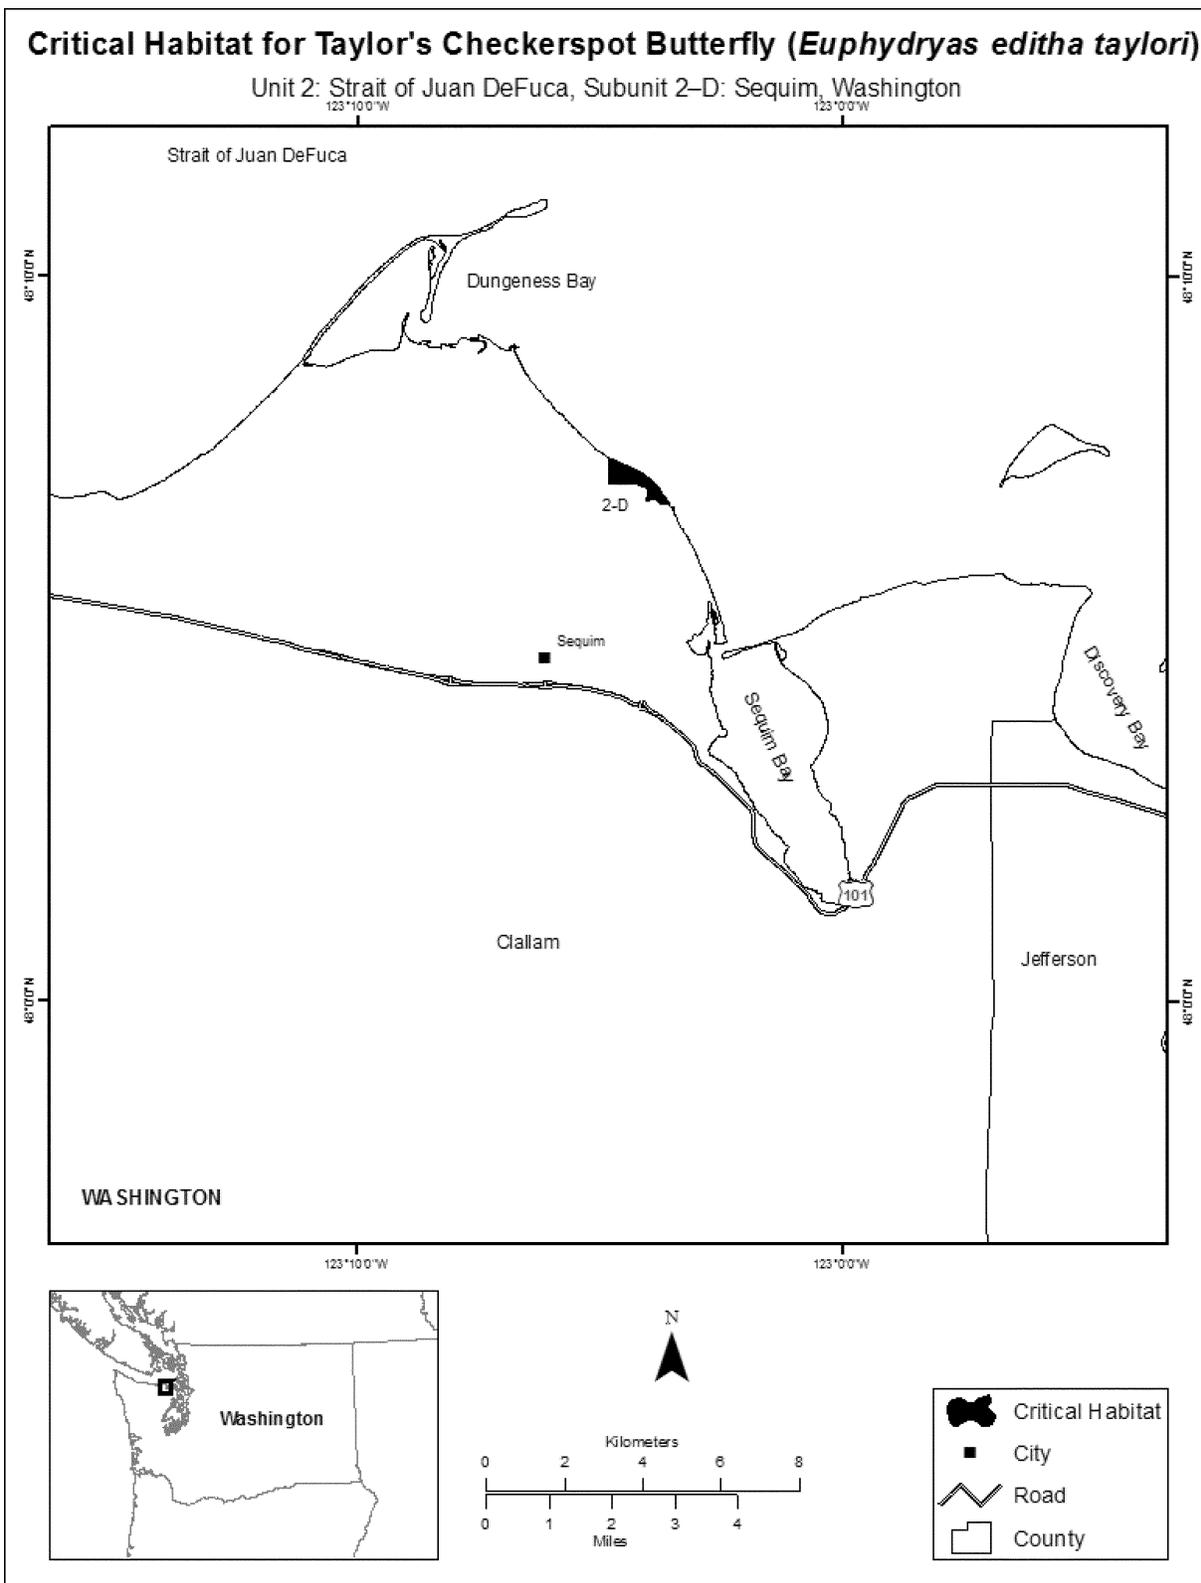 Critical Habitat for Taylor's Checkerspot Butterfly (Euphydryas editha taylori)
Unit 2: Strait of Juan DeFuca, Subunit 2–D: Sequim, Washington
123°10'0"W
123°0'0"W
Strait of Juan DeFuca
48°10'0"N
48°10'0"N
Dungeness Bay
2-D
Sequim
Discovery Bay
Sequim Bay
101
Clallam
Jefferson
48°0'0"N
48°0'0"N
WASHINGTON
123°10'0"W
123°0'0"W
N
Washington
Kilometers
0 2 4 6 8
0 1 2 3 4
Miles
Critical Habitat
City
Road
County